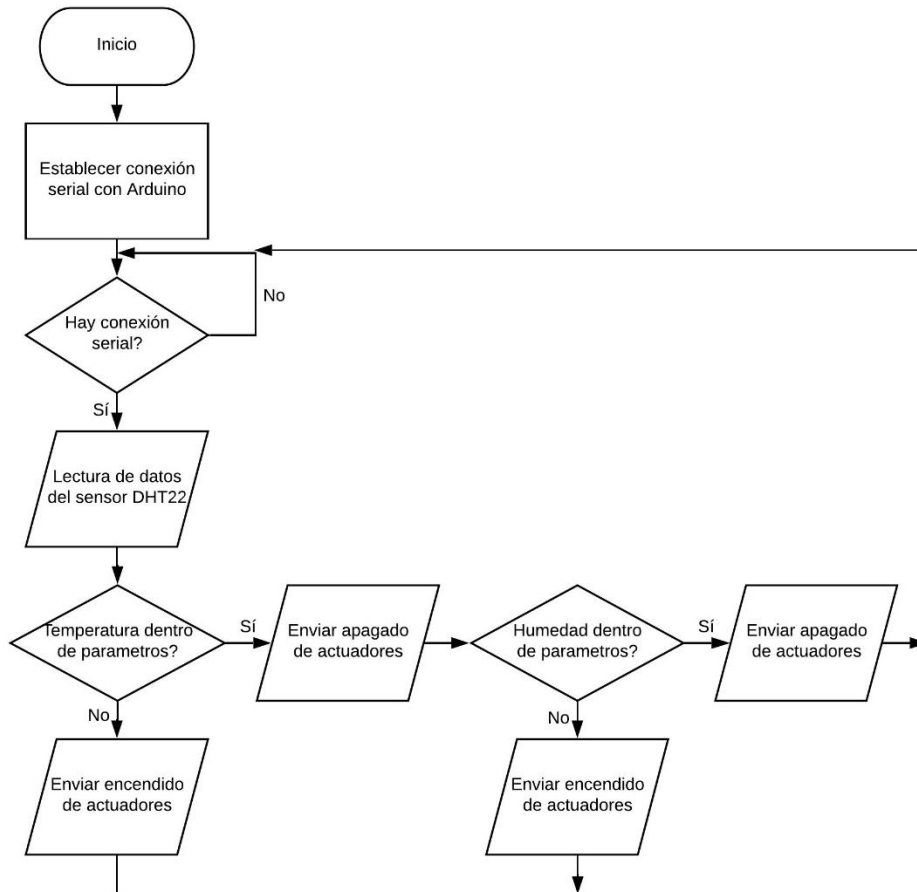 Inicio
Establecer conexión
serial con Arduino
No
Hay conexión
serial?
Sí
Lectura de datos
del sensor DHT22
Temperatura dentro
de parametros?
Sí
Enviar apagado
de actuadores
Humedad dentro
de parametros?
Sí
Enviar apagado
de actuadores
No
No
Enviar encendido
de actuadores
Enviar encendido
de actuadores